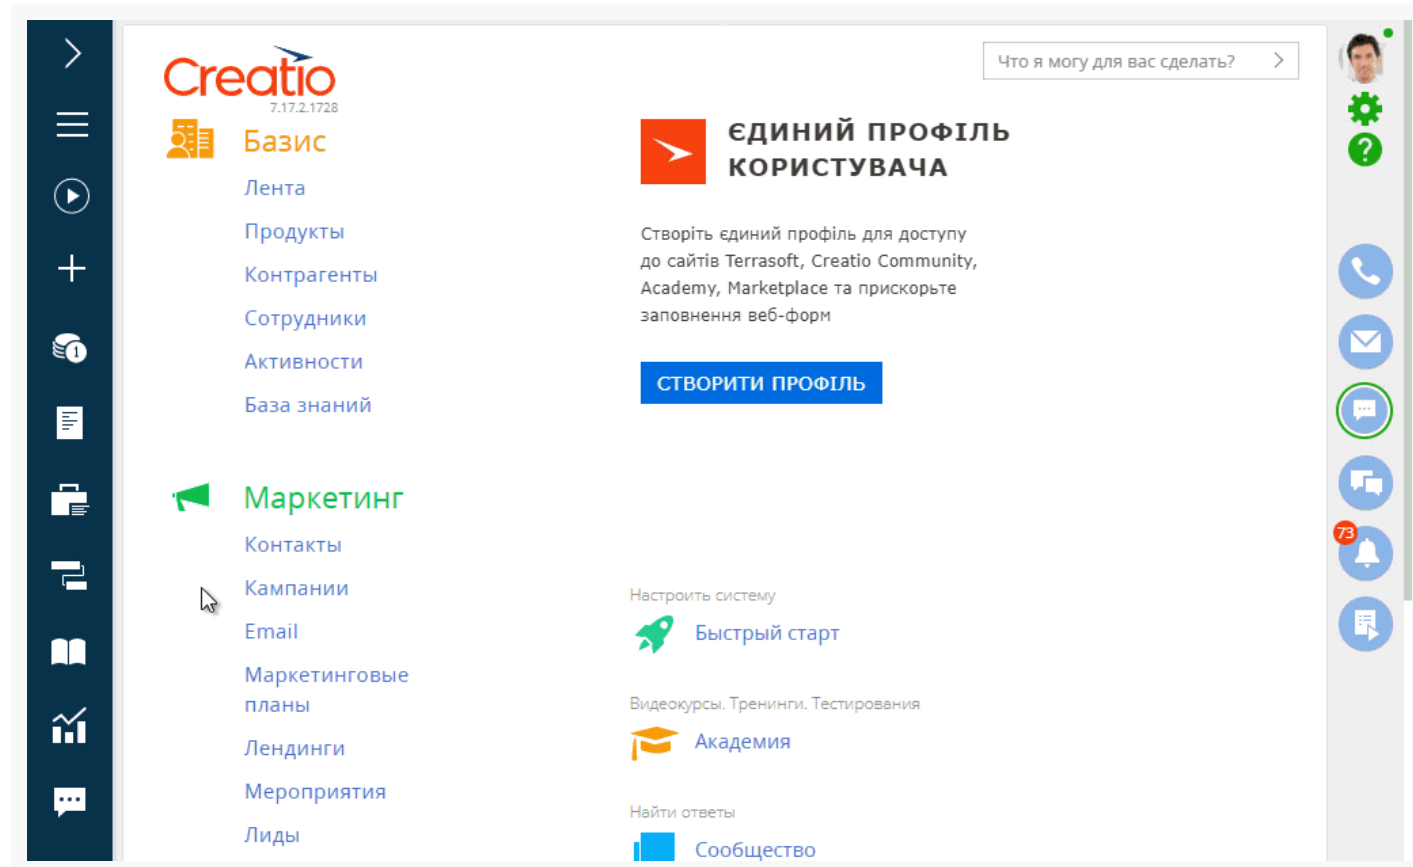 Creatio
7.17.2.1728
Что я могу для вас сделать?
Базис
Лента
Продукты
Контрагенты
Сотрудники
Активности
База знаний
ЄДИНИЙ ПРОФІЛЬ
КОРИСТУВАЧА
Створіть єдиний профіль для доступу
до сайтів Terrasoft, Creatio Community,
Academy, Marketplace та прискорьте
заповнення веб-форм
СТВОРИТИ ПРОФІЛЬ
Маркетинг
Контакты
Кампании
Email
Маркетинговые
планы
Лендинги
Мероприятия
Лиды
Настроить систему
Быстрый старт
Видеокурсы. Тренинги. Тестирования
Академия
Найти ответы
Сообщество
1
?
73